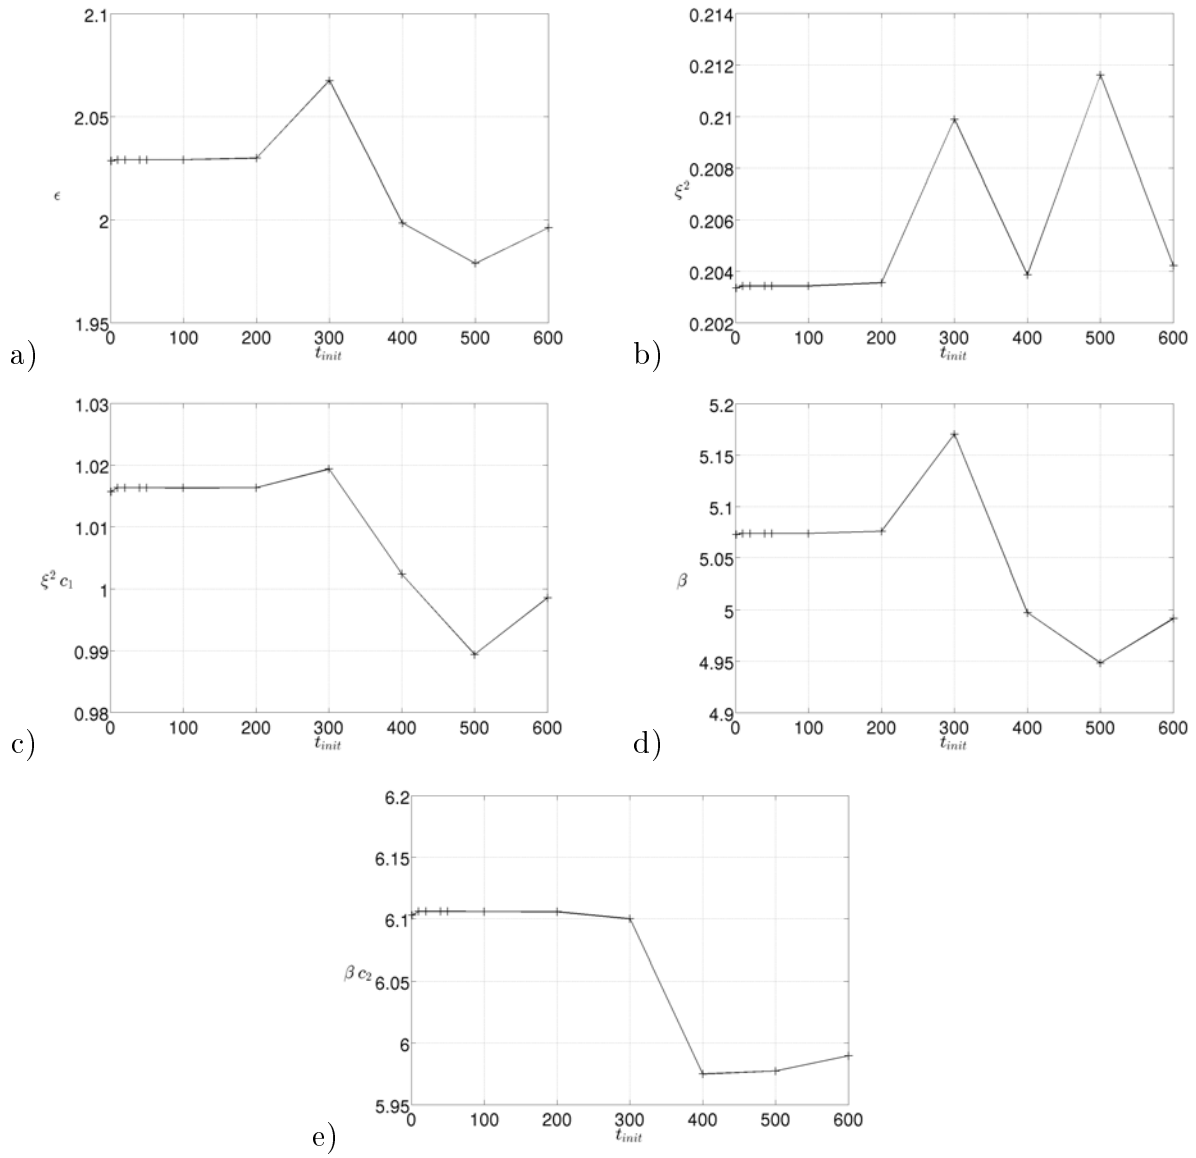 2.1
2.05
2
1.95
ϵ
0 100 200 300 400 500 600
t_init
a)
0.214
0.212
0.21
0.208
0.206
0.204
0.202
ξ²
0 100 200 300 400 500 600
t_init
b)
1.03
1.02
1.01
1
0.99
0.98
ξ² c₁
0 100 200 300 400 500 600
t_init
c)
5.2
5.15
5.1
5.05
5
4.95
4.9
β
0 100 200 300 400 500 600
t_init
d)
6.2
6.15
6.1
6.05
6
5.95
β c₂
0 100 200 300 400 500 600
t_init
e)